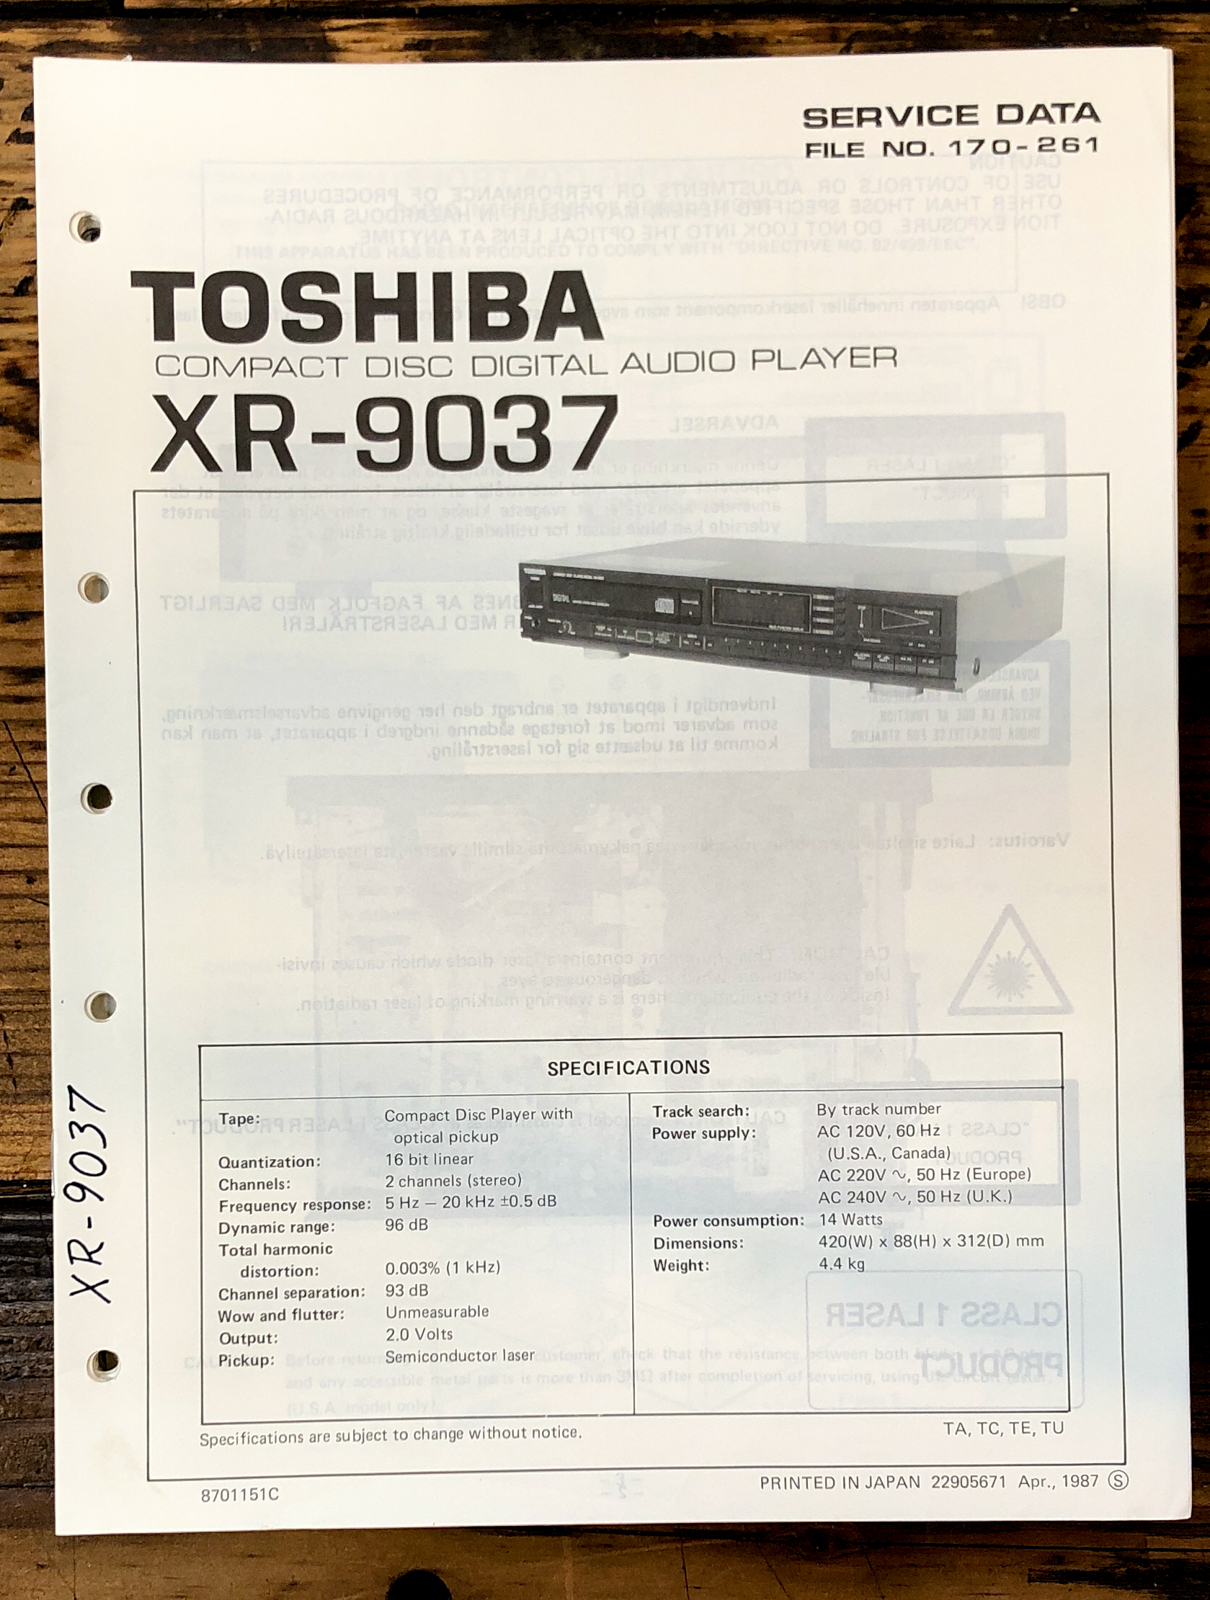 SERVICE DATA
FILE NO. 170-261
TOSHIBA
COMPACT DISC DIGITAL AUDIO PLAYER
XR-9037
XR-9037
SPECIFICATIONS
Tape: Compact Disc Player with
optical pickup
Quantization: 16 bit linear
Channels: 2 channels (stereo)
Frequency response: 5 Hz – 20 kHz ±0.5 dB
Dynamic range: 96 dB
Total harmonic
distortion: 0.003% (1 kHz)
Channel separation: 93 dB
Wow and flutter: Unmeasurable
Output: 2.0 Volts
Pickup: Semiconductor laser
Track search: By track number
Power supply: AC 120V, 60 Hz
(U.S.A., Canada)
AC 220V ∿, 50 Hz (Europe)
AC 240V ∿, 50 Hz (U.K.)
Power consumption: 14 Watts
Dimensions: 420(W) x 88(H) x 312(D) mm
Weight: 4.4 kg
Specifications are subject to change without notice.
TA, TC, TE, TU
8701151C
PRINTED IN JAPAN 22905671 Apr., 1987 Ⓢ